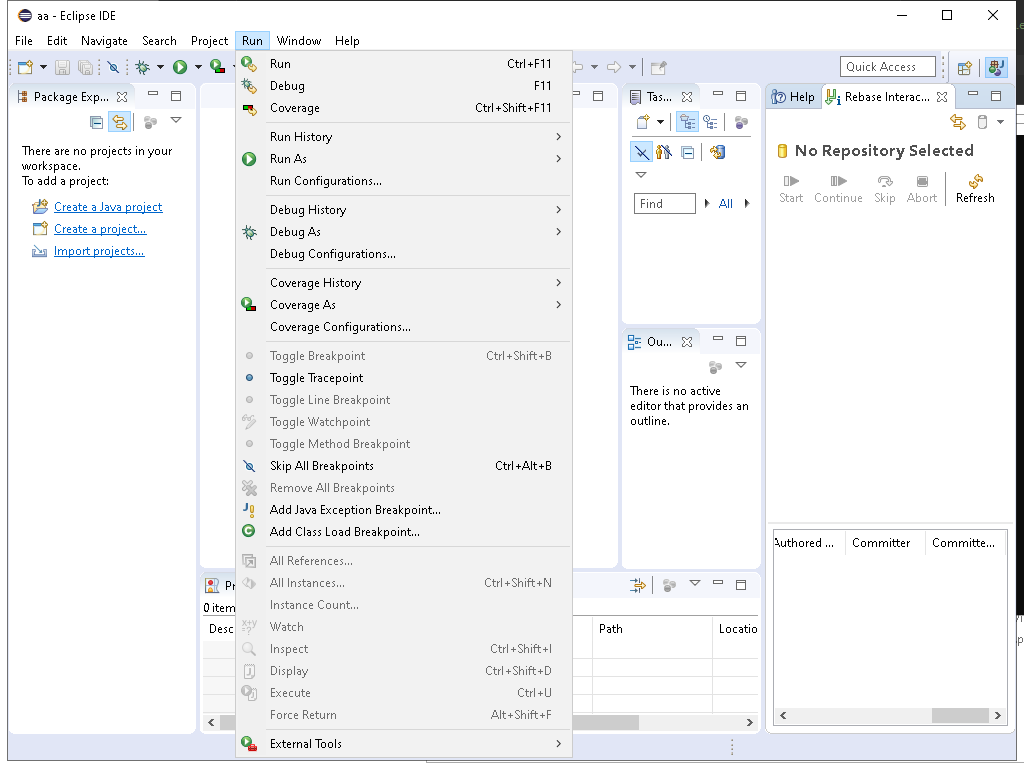 aa - Eclipse IDE
File Edit Navigate Search Project Run Window Help
Quick Access
Package Exp...
There are no projects in your
workspace.
To add a project:
Create a Java project
Create a project...
Import projects...
Run Ctrl+F11
Debug F11
Coverage Ctrl+Shift+F11
Run History
Run As
Run Configurations...
Debug History
Debug As
Debug Configurations...
Coverage History
Coverage As
Coverage Configurations...
Toggle Breakpoint Ctrl+Shift+B
Toggle Tracepoint
Toggle Line Breakpoint
Toggle Watchpoint
Toggle Method Breakpoint
Skip All Breakpoints Ctrl+Alt+B
Remove All Breakpoints
Add Java Exception Breakpoint...
Add Class Load Breakpoint...
All References...
All Instances... Ctrl+Shift+N
Instance Count...
Watch
Inspect Ctrl+Shift+I
Display Ctrl+Shift+D
Execute Ctrl+U
Force Return Alt+Shift+F
External Tools
Tas...
Find All
Ou...
There is no active
editor that provides an
outline.
Help Rebase Interac...
No Repository Selected
Start Continue Skip Abort Refresh
Authored ... Committer Committe...
Pr
0 item
Desc Path Locatio